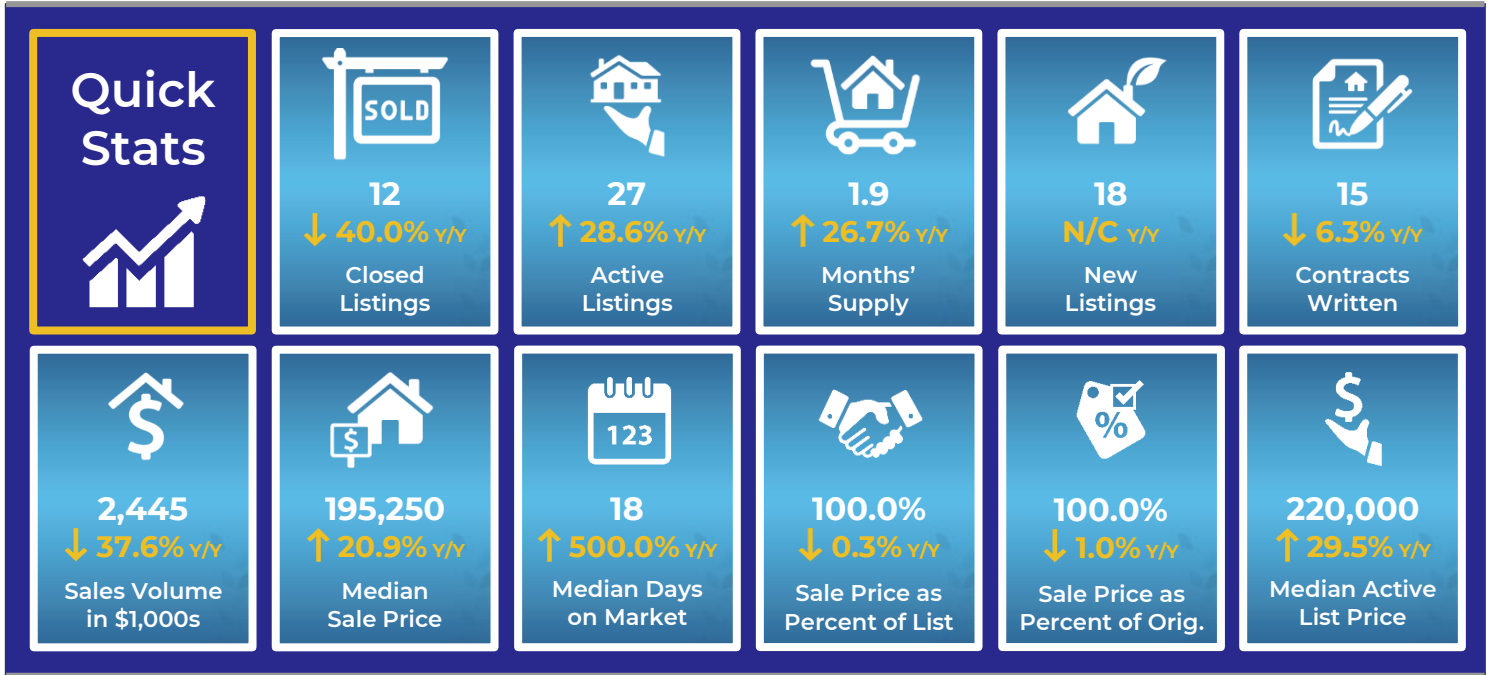 Quick
Stats
SOLD
12
↓ 40.0% Y/Y
Closed
Listings
27
↑ 28.6% Y/Y
Active
Listings
1.9
↑ 26.7% Y/Y
Months’
Supply
18
N/C Y/Y
New
Listings
15
↓ 6.3% Y/Y
Contracts
Written
$
2,445
↓ 37.6% Y/Y
Sales Volume
in $1,000s
$
195,250
↑ 20.9% Y/Y
Median
Sale Price
123
18
↑ 500.0% Y/Y
Median Days
on Market
100.0%
↓ 0.3% Y/Y
Sale Price as
Percent of List
%
100.0%
↓ 1.0% Y/Y
Sale Price as
Percent of Orig.
$
220,000
↑ 29.5% Y/Y
Median Active
List Price